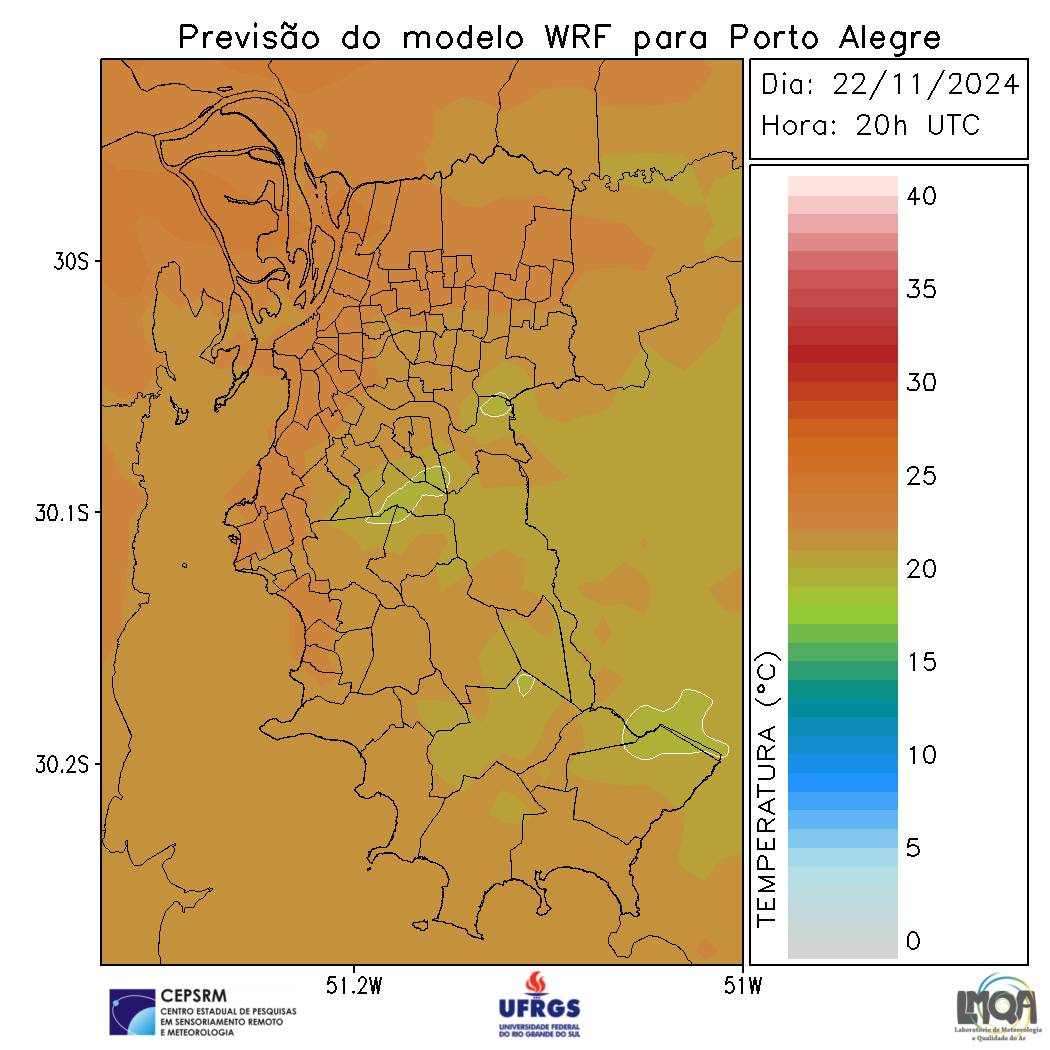 Previsão do modelo WRF para Porto Alegre
Dia: 22/11/2024
Hora: 20h UTC
30S
30.1S
30.2S
51.2W
51W
TEMPERATURA (°C)
40
35
30
25
20
15
10
5
0
CEPSRM
CENTRO ESTADUAL DE PESQUISAS
EM SENSORIAMENTO REMOTO
E METEOROLOGIA
UFRGS
UNIVERSIDADE FEDERAL
DO RIO GRANDE DO SUL
LMQA
Laboratório de Meteorologia
e Qualidade do Ar